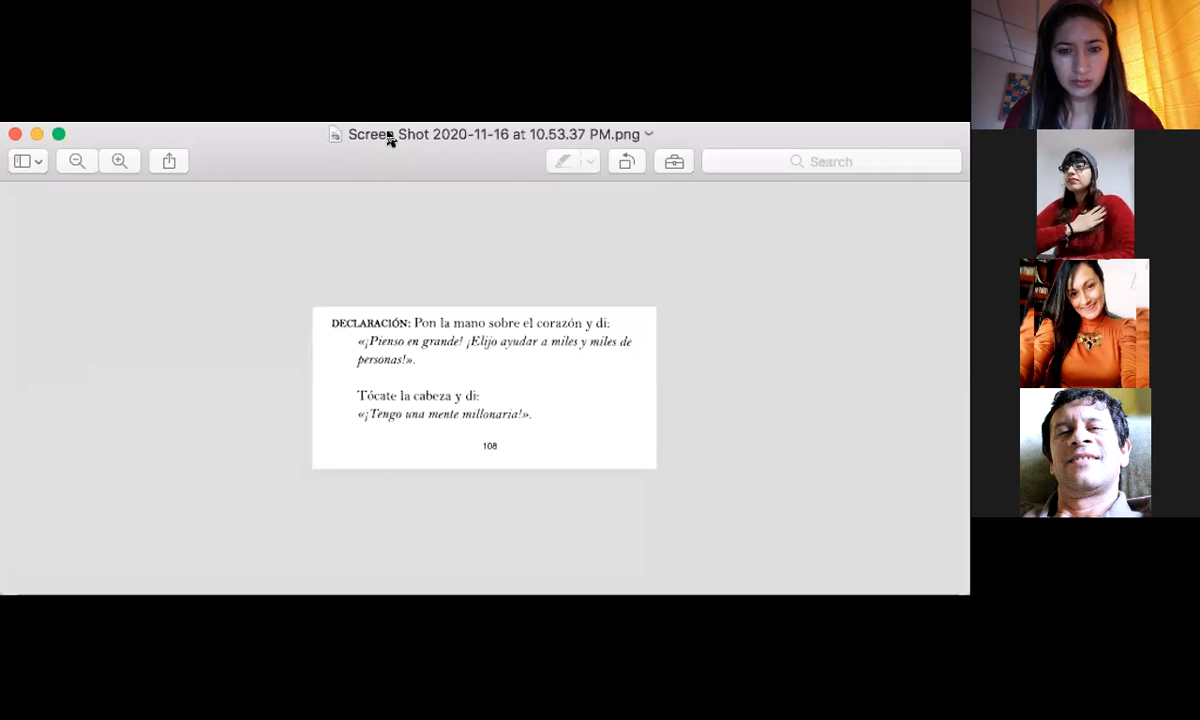 Screen Shot 2020-11-16 at 10.53.37 PM.png
Search
DECLARACIÓN: Pon la mano sobre el corazón y di:
«¡Pienso en grande! ¡Elijo ayudar a miles y miles de
personas!».
Tócate la cabeza y di:
«¡Tengo una mente millonaria!».
108